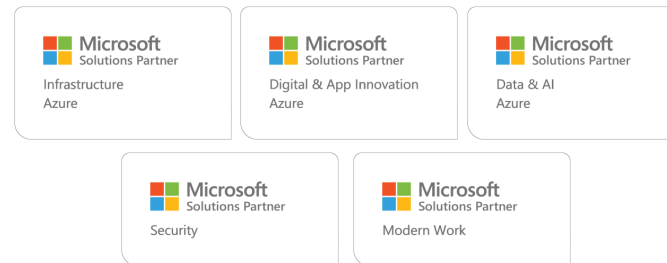 Microsoft
Solutions Partner
Infrastructure
Azure
Microsoft
Solutions Partner
Digital & App Innovation
Azure
Microsoft
Solutions Partner
Data & AI
Azure
Microsoft
Solutions Partner
Security
Microsoft
Solutions Partner
Modern Work